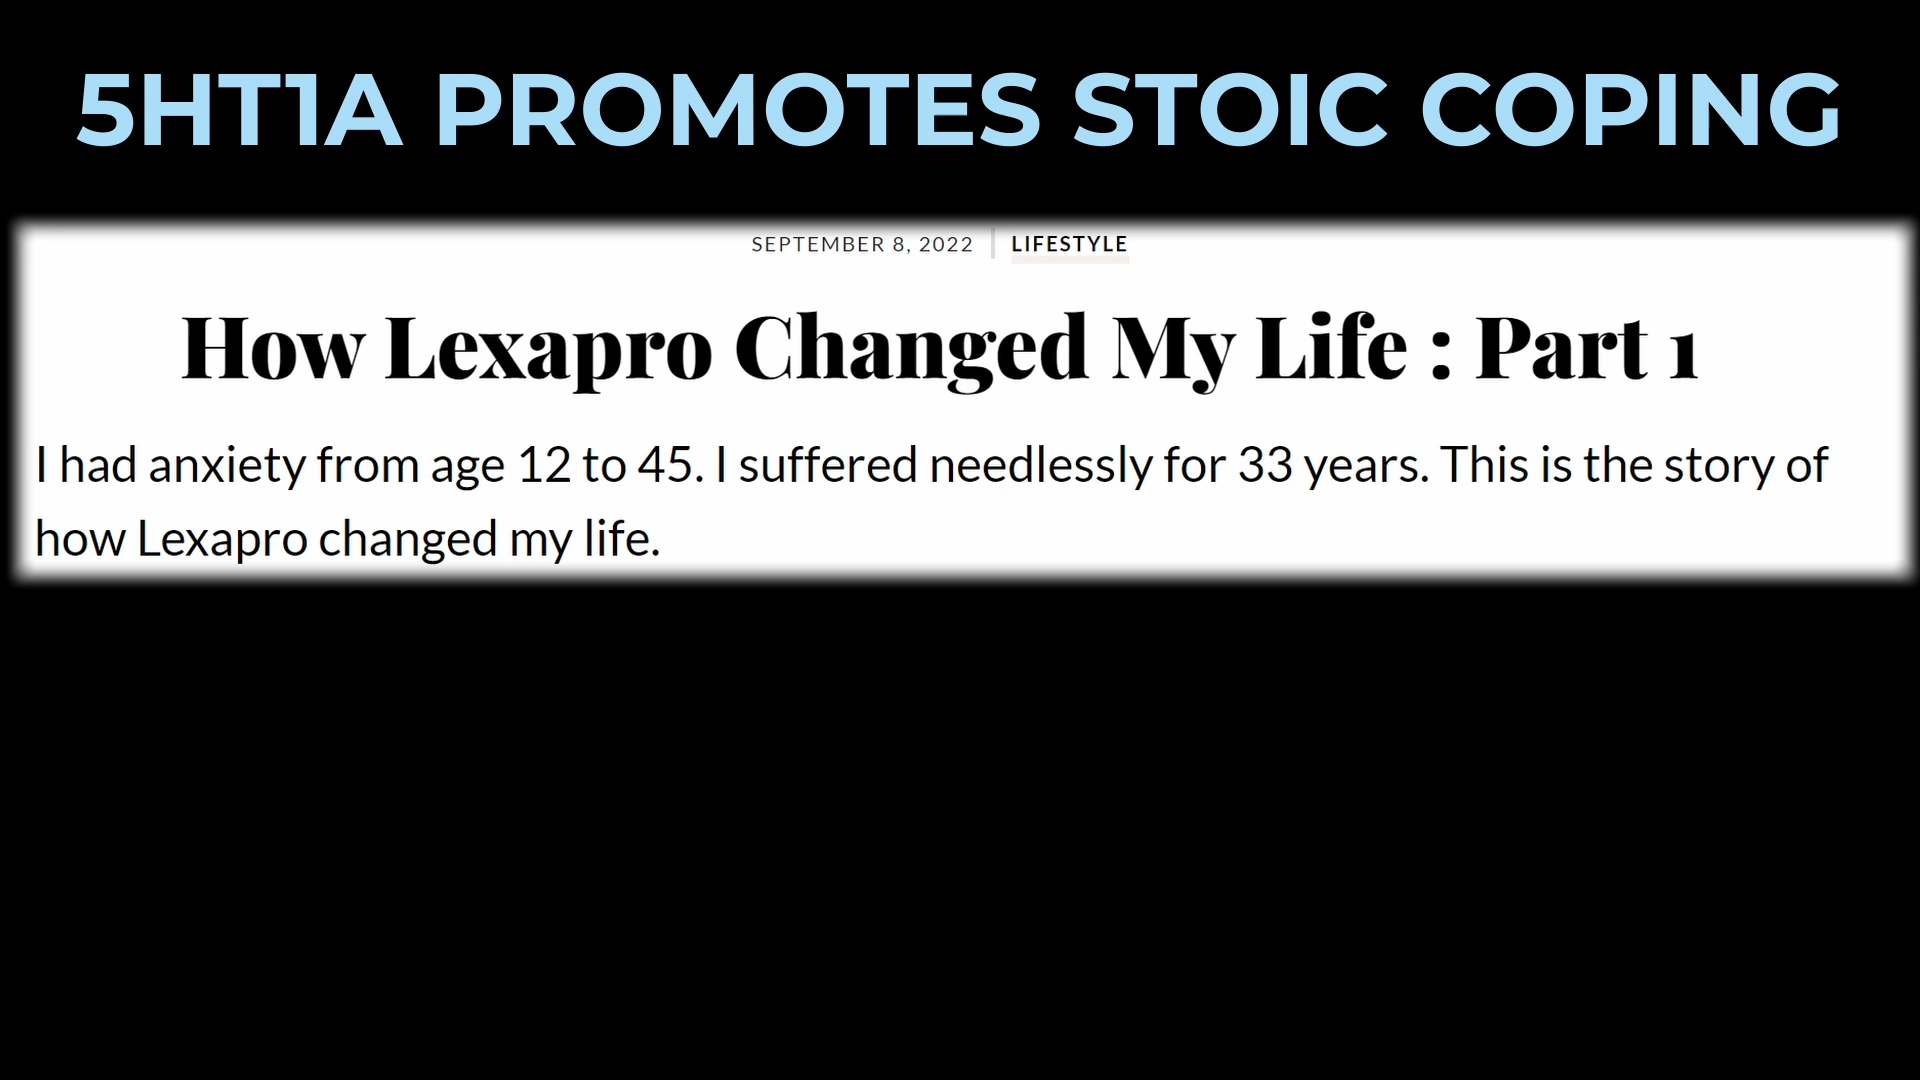 5HT1A PROMOTES STOIC COPING
SEPTEMBER 8, 2022 | LIFESTYLE
How Lexapro Changed My Life : Part 1
I had anxiety from age 12 to 45. I suffered needlessly for 33 years. This is the story of
how Lexapro changed my life.